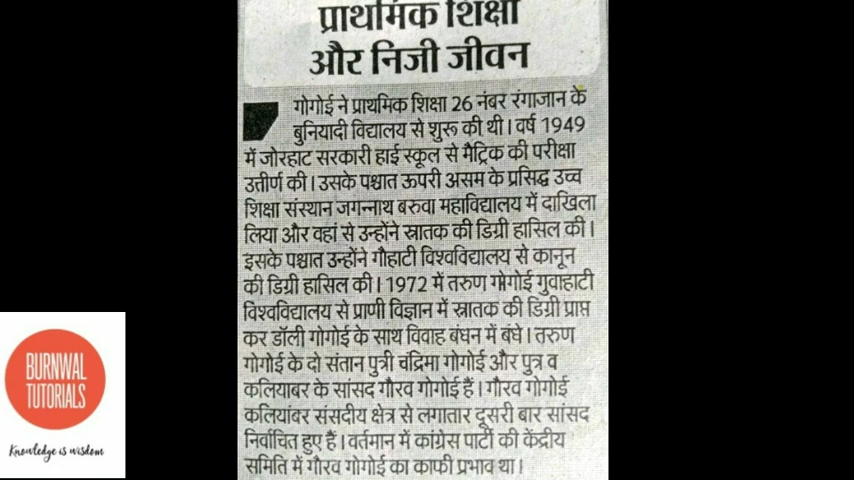 प्राथमिक शिक्षा
और निजी जीवन
गोगोई ने प्राथमिक शिक्षा 26 नंबर रंगाजान के
बुनियादी विद्यालय से शुरू की थी। वर्ष 1949
में जोरहाट सरकारी हाई स्कूल से मैट्रिक की परीक्षा
उत्तीर्ण की। उसके पश्चात ऊपरी असम के प्रसिद्ध उच्च
शिक्षा संस्थान जगन्नाथ बरुवा महाविद्यालय में दाखिला
लिया और वहां से उन्होंने स्नातक की डिग्री हासिल की।
इसके पश्चात उन्होंने गौहाटी विश्वविद्यालय से कानून
की डिग्री हासिल की। 1972 में तरुण गोगोई गुवाहाटी
विश्वविद्यालय से प्राणी विज्ञान में स्नातक की डिग्री प्राप्त
कर डॉली गोगोई के साथ विवाह बंधन में बंधे। तरुण
गोगोई के दो संतान पुत्री चंद्रिमा गोगोई और पुत्र व
कलियाबर के सांसद गौरव गोगोई हैं। गौरव गोगोई
कलियांवर संसदीय क्षेत्र से लगातार दूसरी बार सांसद
निर्वाचित हुए हैं। वर्तमान में कांग्रेस पार्टी की केंद्रीय
समिति में गौरव गोगोई का काफी प्रभाव था।
BURNWAL
TUTORIALS
Knowledge is wisdom